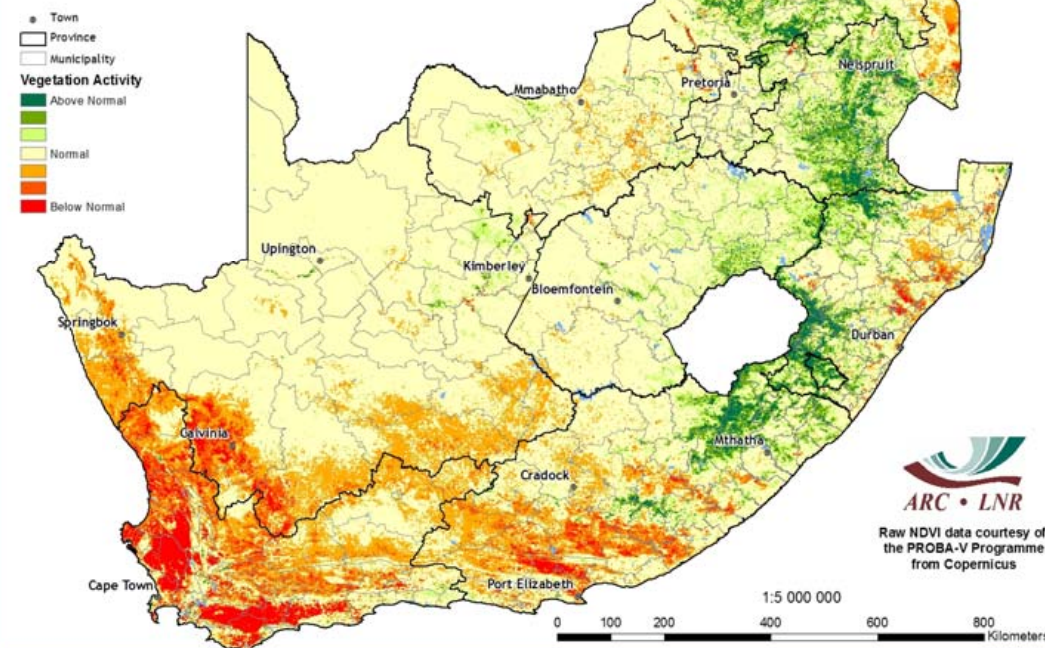 Town
Province
Municipality
Vegetation Activity
Above Normal
Normal
Below Normal
Nelspruit
Pretoria
Mmabatho
Upington
Kimberley
Bloemfontein
Springbok
Durban
Calvinia
Mthatha
Cradock
Cape Town
Port Elizabeth
ARC • LNR
Raw NDVI data courtesy of
the PROBA-V Programme
from Copernicus
1:5 000 000
0 100 200 400 600 800
Kilometers